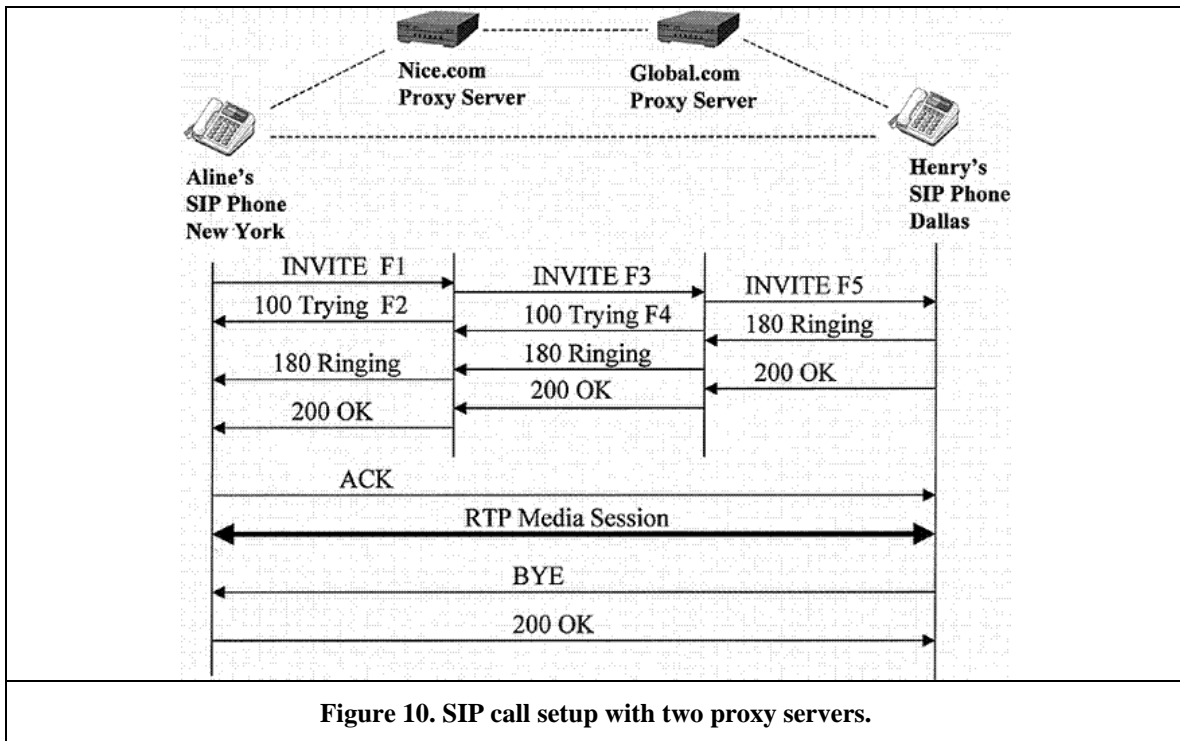 Nice.com
Proxy Server
Global.com
Proxy Server
Aline's
SIP Phone
New York
Henry's
SIP Phone
Dallas
INVITE F1
INVITE F3
INVITE F5
100 Trying F2
100 Trying F4
180 Ringing
180 Ringing
180 Ringing
200 OK
200 OK
200 OK
ACK
RTP Media Session
BYE
200 OK
Figure 10. SIP call setup with two proxy servers.